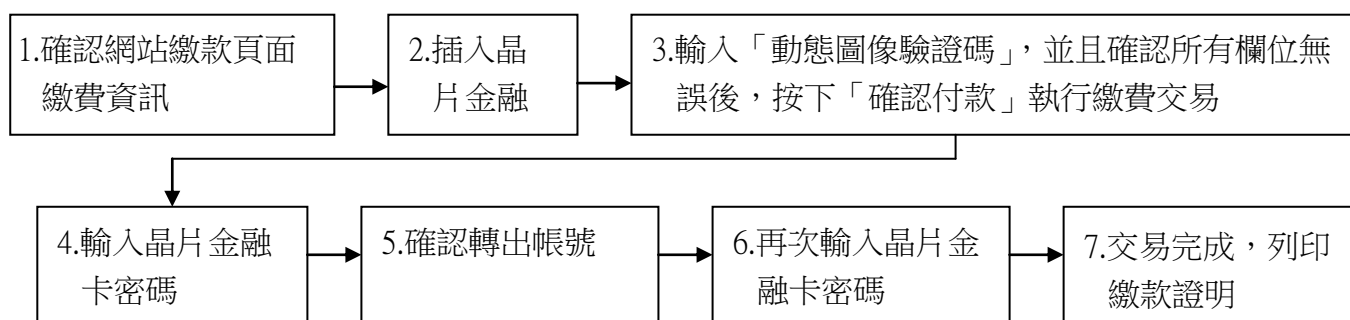 1.確認網站繳款頁面
繳費資訊
2.插入晶
片金融
3.輸入「動態圖像驗證碼」，並且確認所有欄位無
誤後，按下「確認付款」執行繳費交易
4.輸入晶片金融
卡密碼
5.確認轉出帳號
6.再次輸入晶片金
融卡密碼
7.交易完成，列印
繳款證明